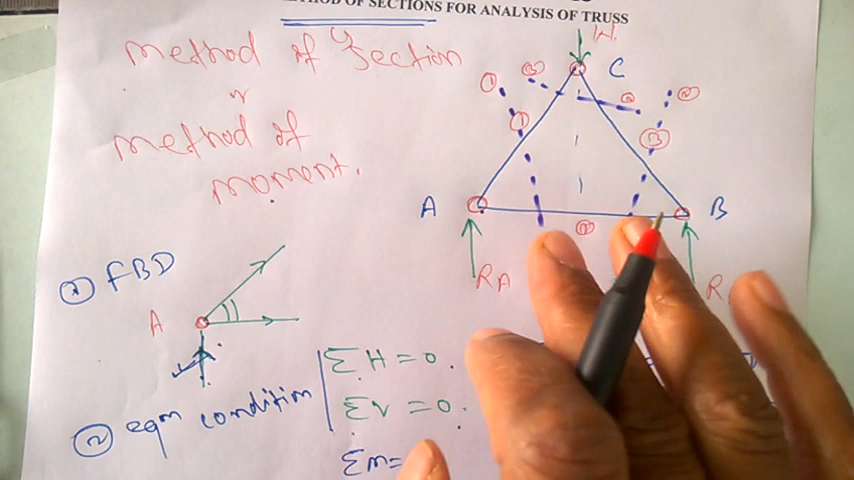 METHOD OF SECTIONS FOR ANALYSIS OF TRUSS
Method of Section
or
method of
moment.
W.
C
A
B
RA
R
① FBD
A
② eqm condition
ΣH=0.
ΣV=0.
Σm=